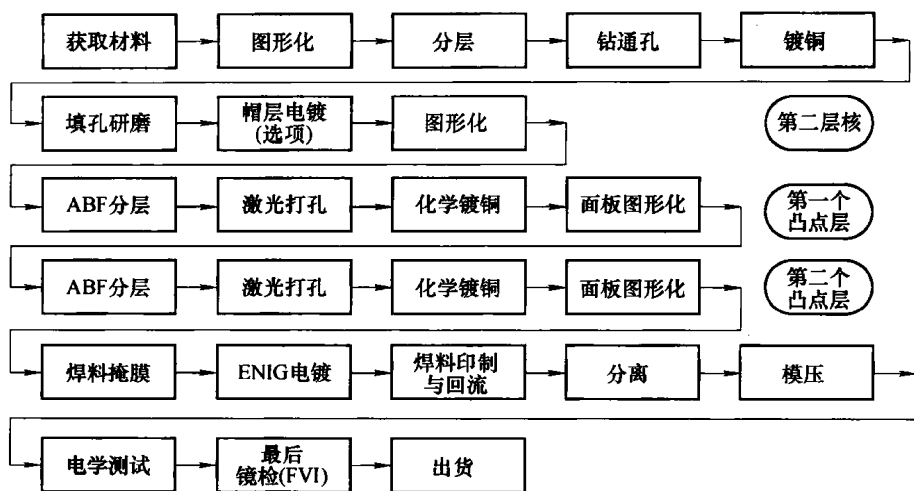 获取材料
图形化
分层
钻通孔
镀铜
填孔研磨
帽层电镀
(选项)
图形化
第二层核
ABF分层
激光打孔
化学镀铜
面板图形化
第一个
凸点层
ABF分层
激光打孔
化学镀铜
面板图形化
第二个
凸点层
焊料掩膜
ENIG电镀
焊料印制
与回流
分离
模压
电学测试
最后
镜检(FVI)
出货